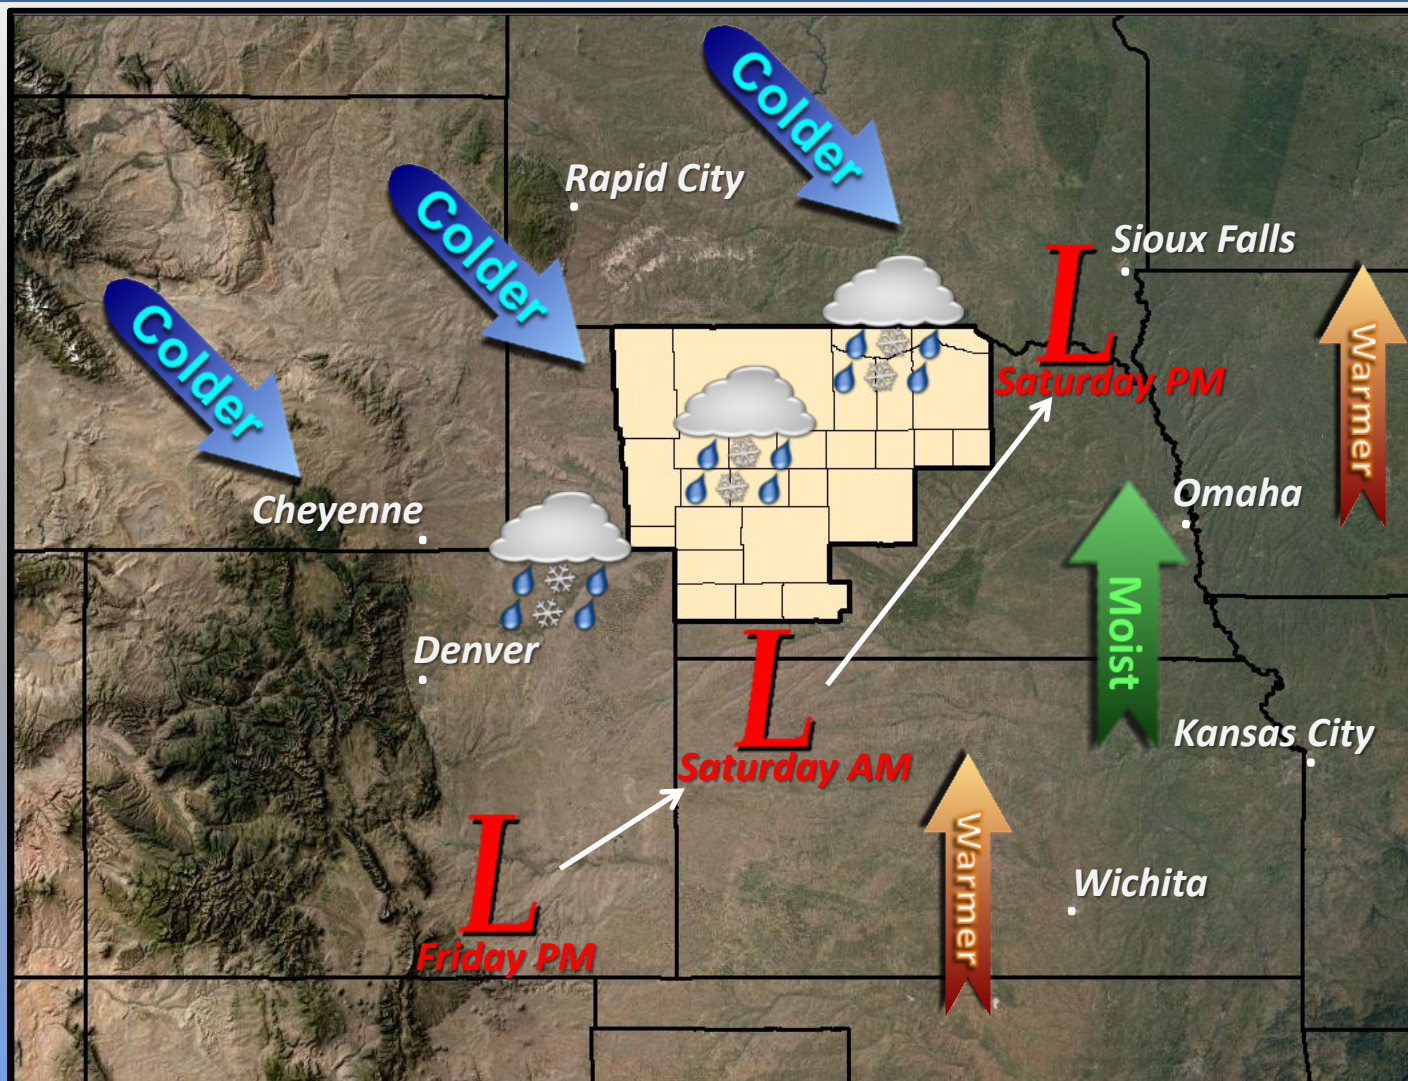 Colder
Rapid City
Colder
Sioux Falls
L
Colder
Warmer
Saturday PM
Cheyenne
Omaha
Moist
Denver
L
Kansas City
Saturday AM
L
Warmer
Wichita
Friday PM